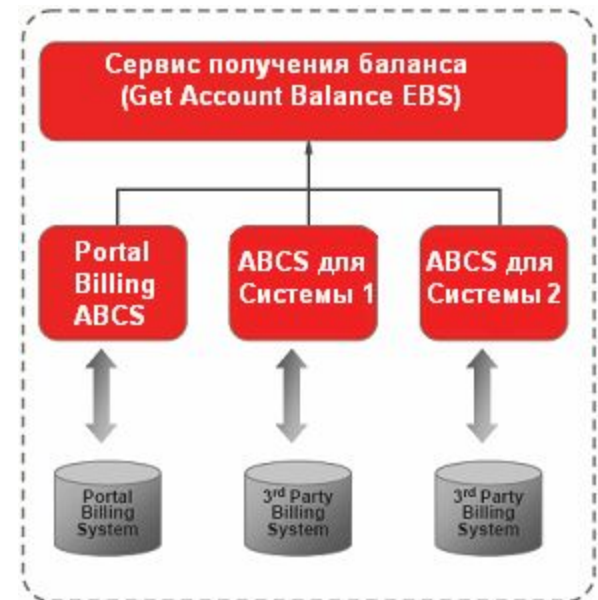 Сервис получения баланса
(Get Account Balance EBS)
Portal
Billing
ABCS
ABCS для
Системы 1
ABCS для
Системы 2
Portal
Billing
System
3rd Party
Billing
System
3rd Party
Billing
System